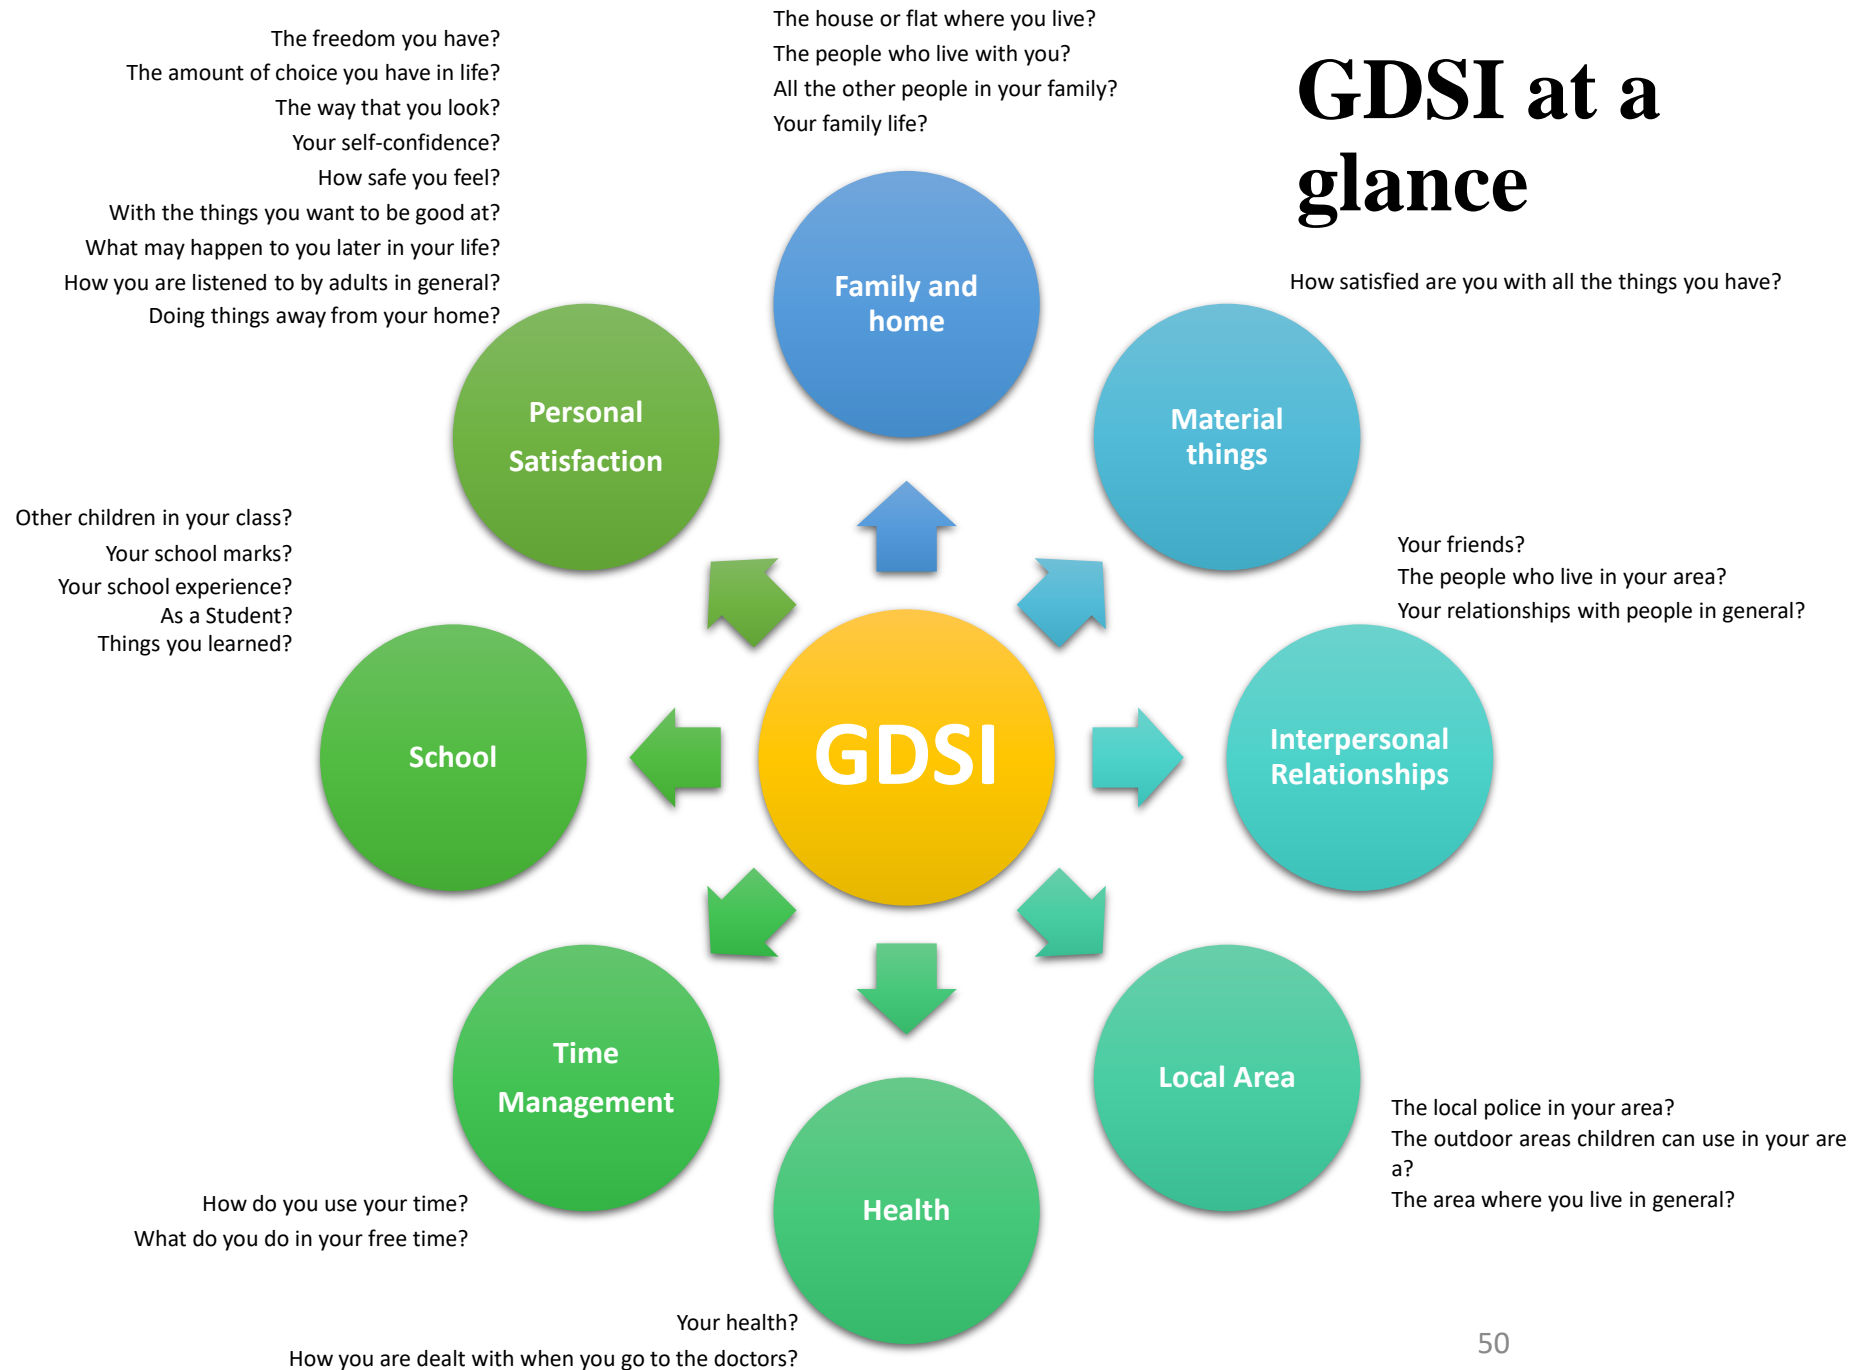 GDSI at a
glance
The house or flat where you live?
The people who live with you?
All the other people in your family?
Your family life?
Family and
home
How satisfied are you with all the things you have?
Material
things
Your friends?
The people who live in your area?
Your relationships with people in general?
Interpersonal
Relationships
The local police in your area?
The outdoor areas children can use in your are
a?
The area where you live in general?
Local Area
Your health?
How you are dealt with when you go to the doctors?
Health
How do you use your time?
What do you do in your free time?
Time
Management
Other children in your class?
Your school marks?
Your school experience?
As a Student?
Things you learned?
School
The freedom you have?
The amount of choice you have in life?
The way that you look?
Your self-confidence?
How safe you feel?
With the things you want to be good at?
What may happen to you later in your life?
How you are listened to by adults in general?
Doing things away from your home?
Personal
Satisfaction
GDSI
50